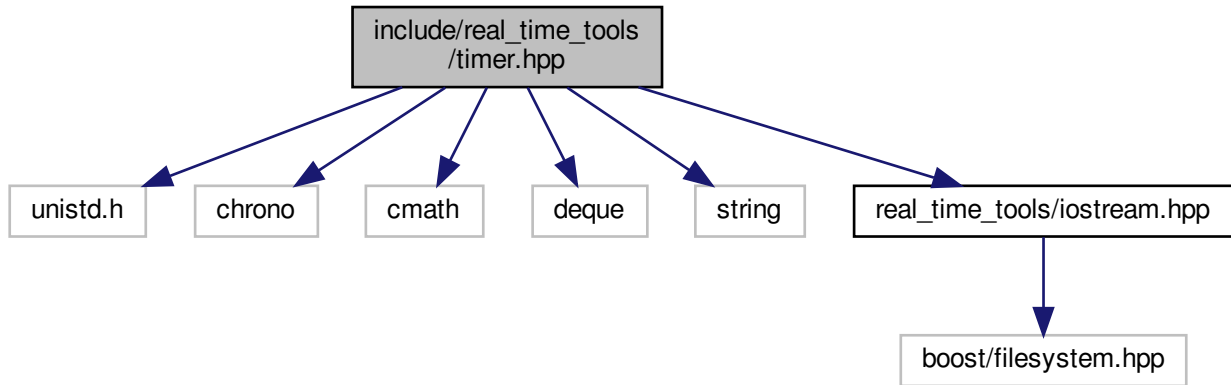 include/real_time_tools
/timer.hpp
unistd.h
chrono
cmath
deque
string
real_time_tools/iostream.hpp
boost/filesystem.hpp